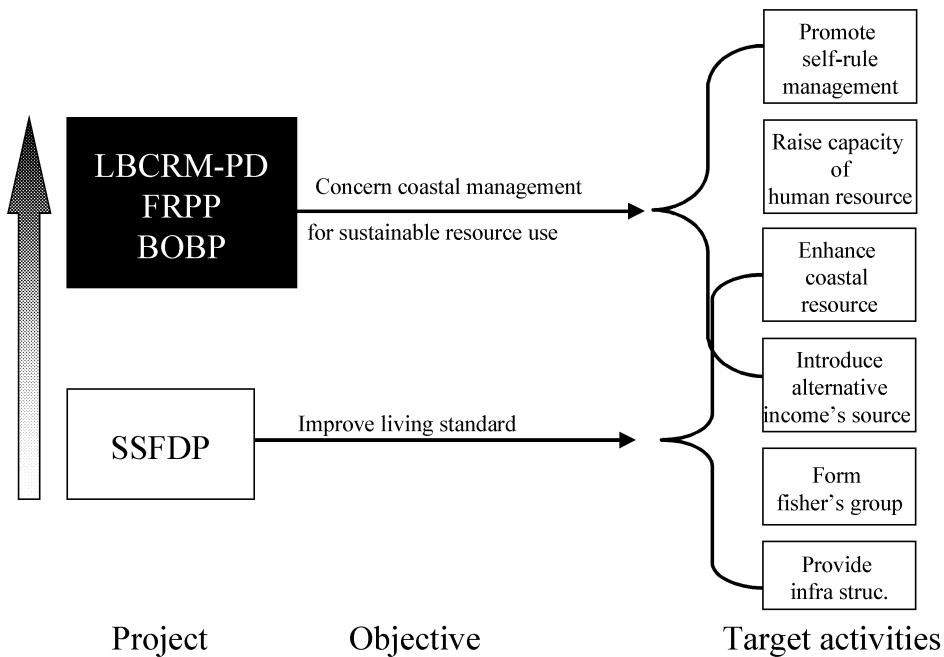 LBCRM-PD
FRPP
BOBP
Concern coastal management
for sustainable resource use
Promote
self-rule
management
Raise capacity
of
human resource
Enhance
coastal
resource
Introduce
alternative
income’s source
SSFDP
Improve living standard
Form
fisher’s group
Provide
infra struc.
Project
Objective
Target activities